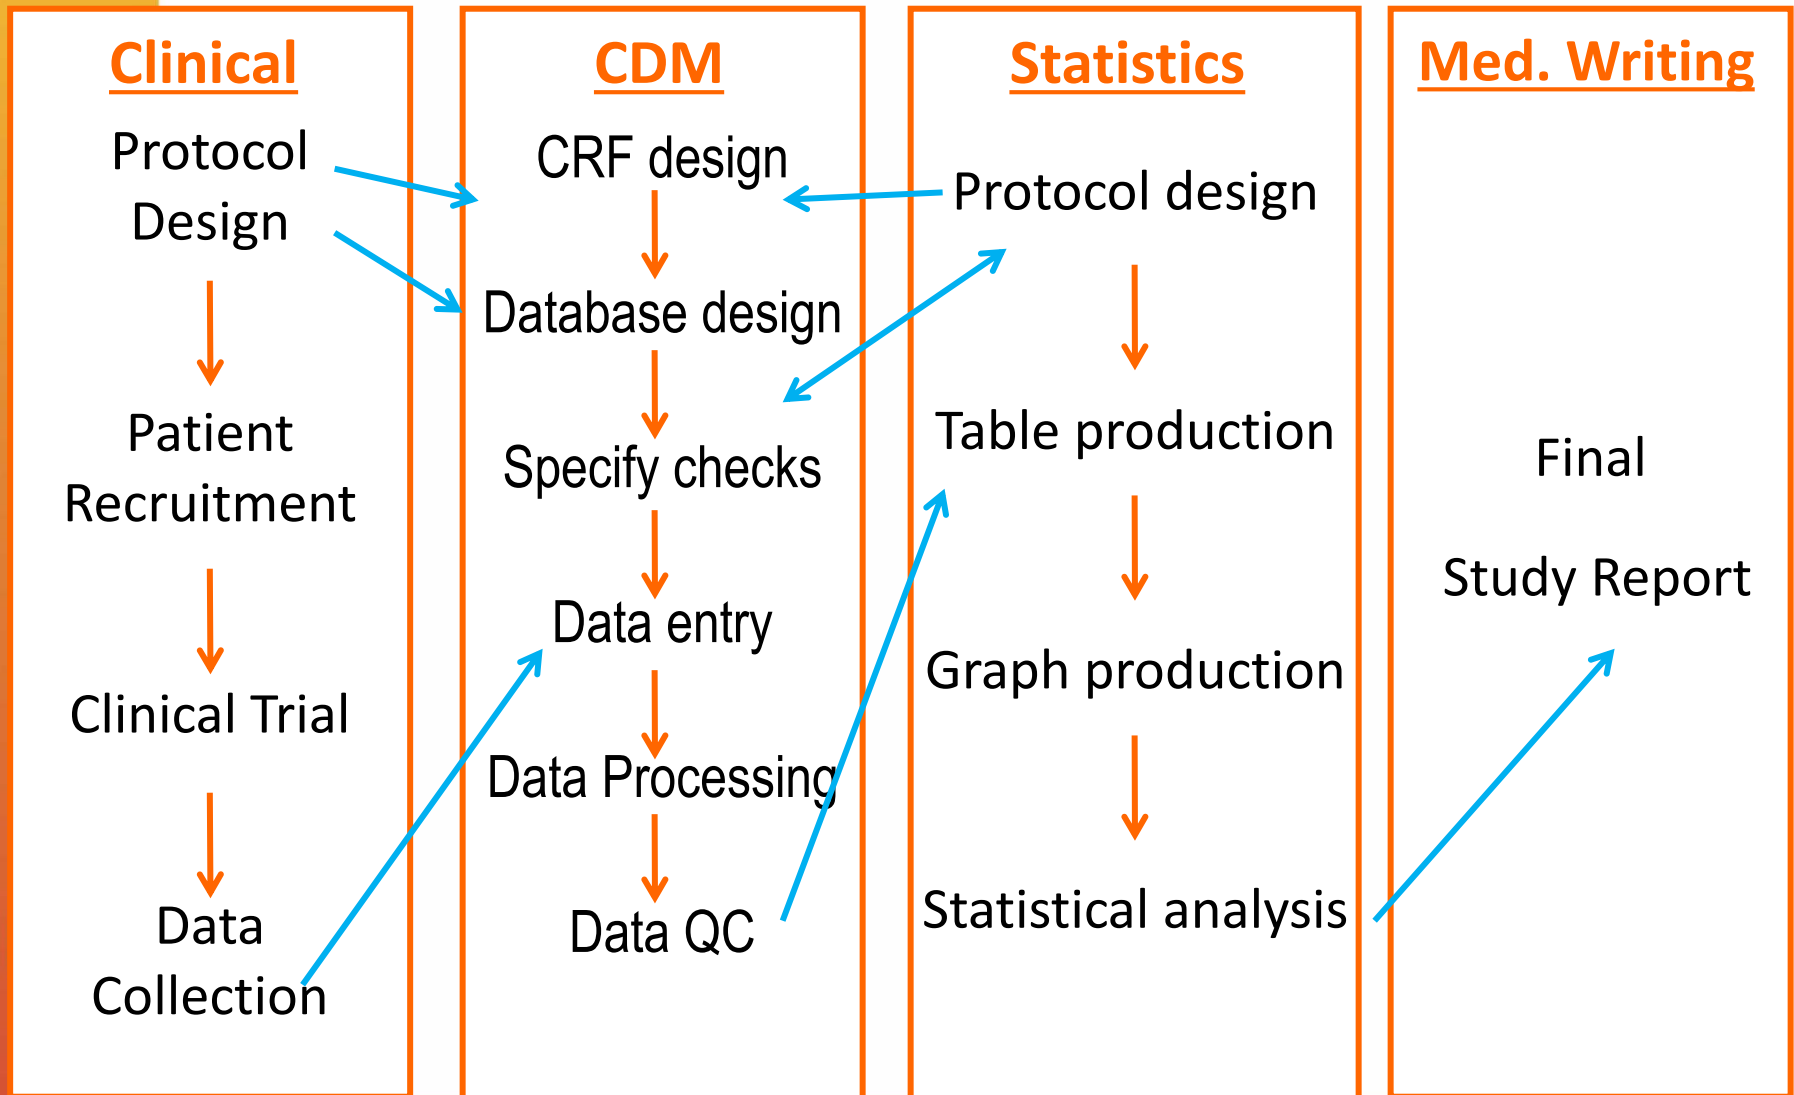 Clinical
Protocol
Design
Patient
Recruitment
Clinical Trial
Data
Collection
CDM
CRF design
Database design
Specify checks
Data entry
Data Processing
Data QC
Statistics
Protocol design
Table production
Graph production
Statistical analysis
Med. Writing
Final
Study Report